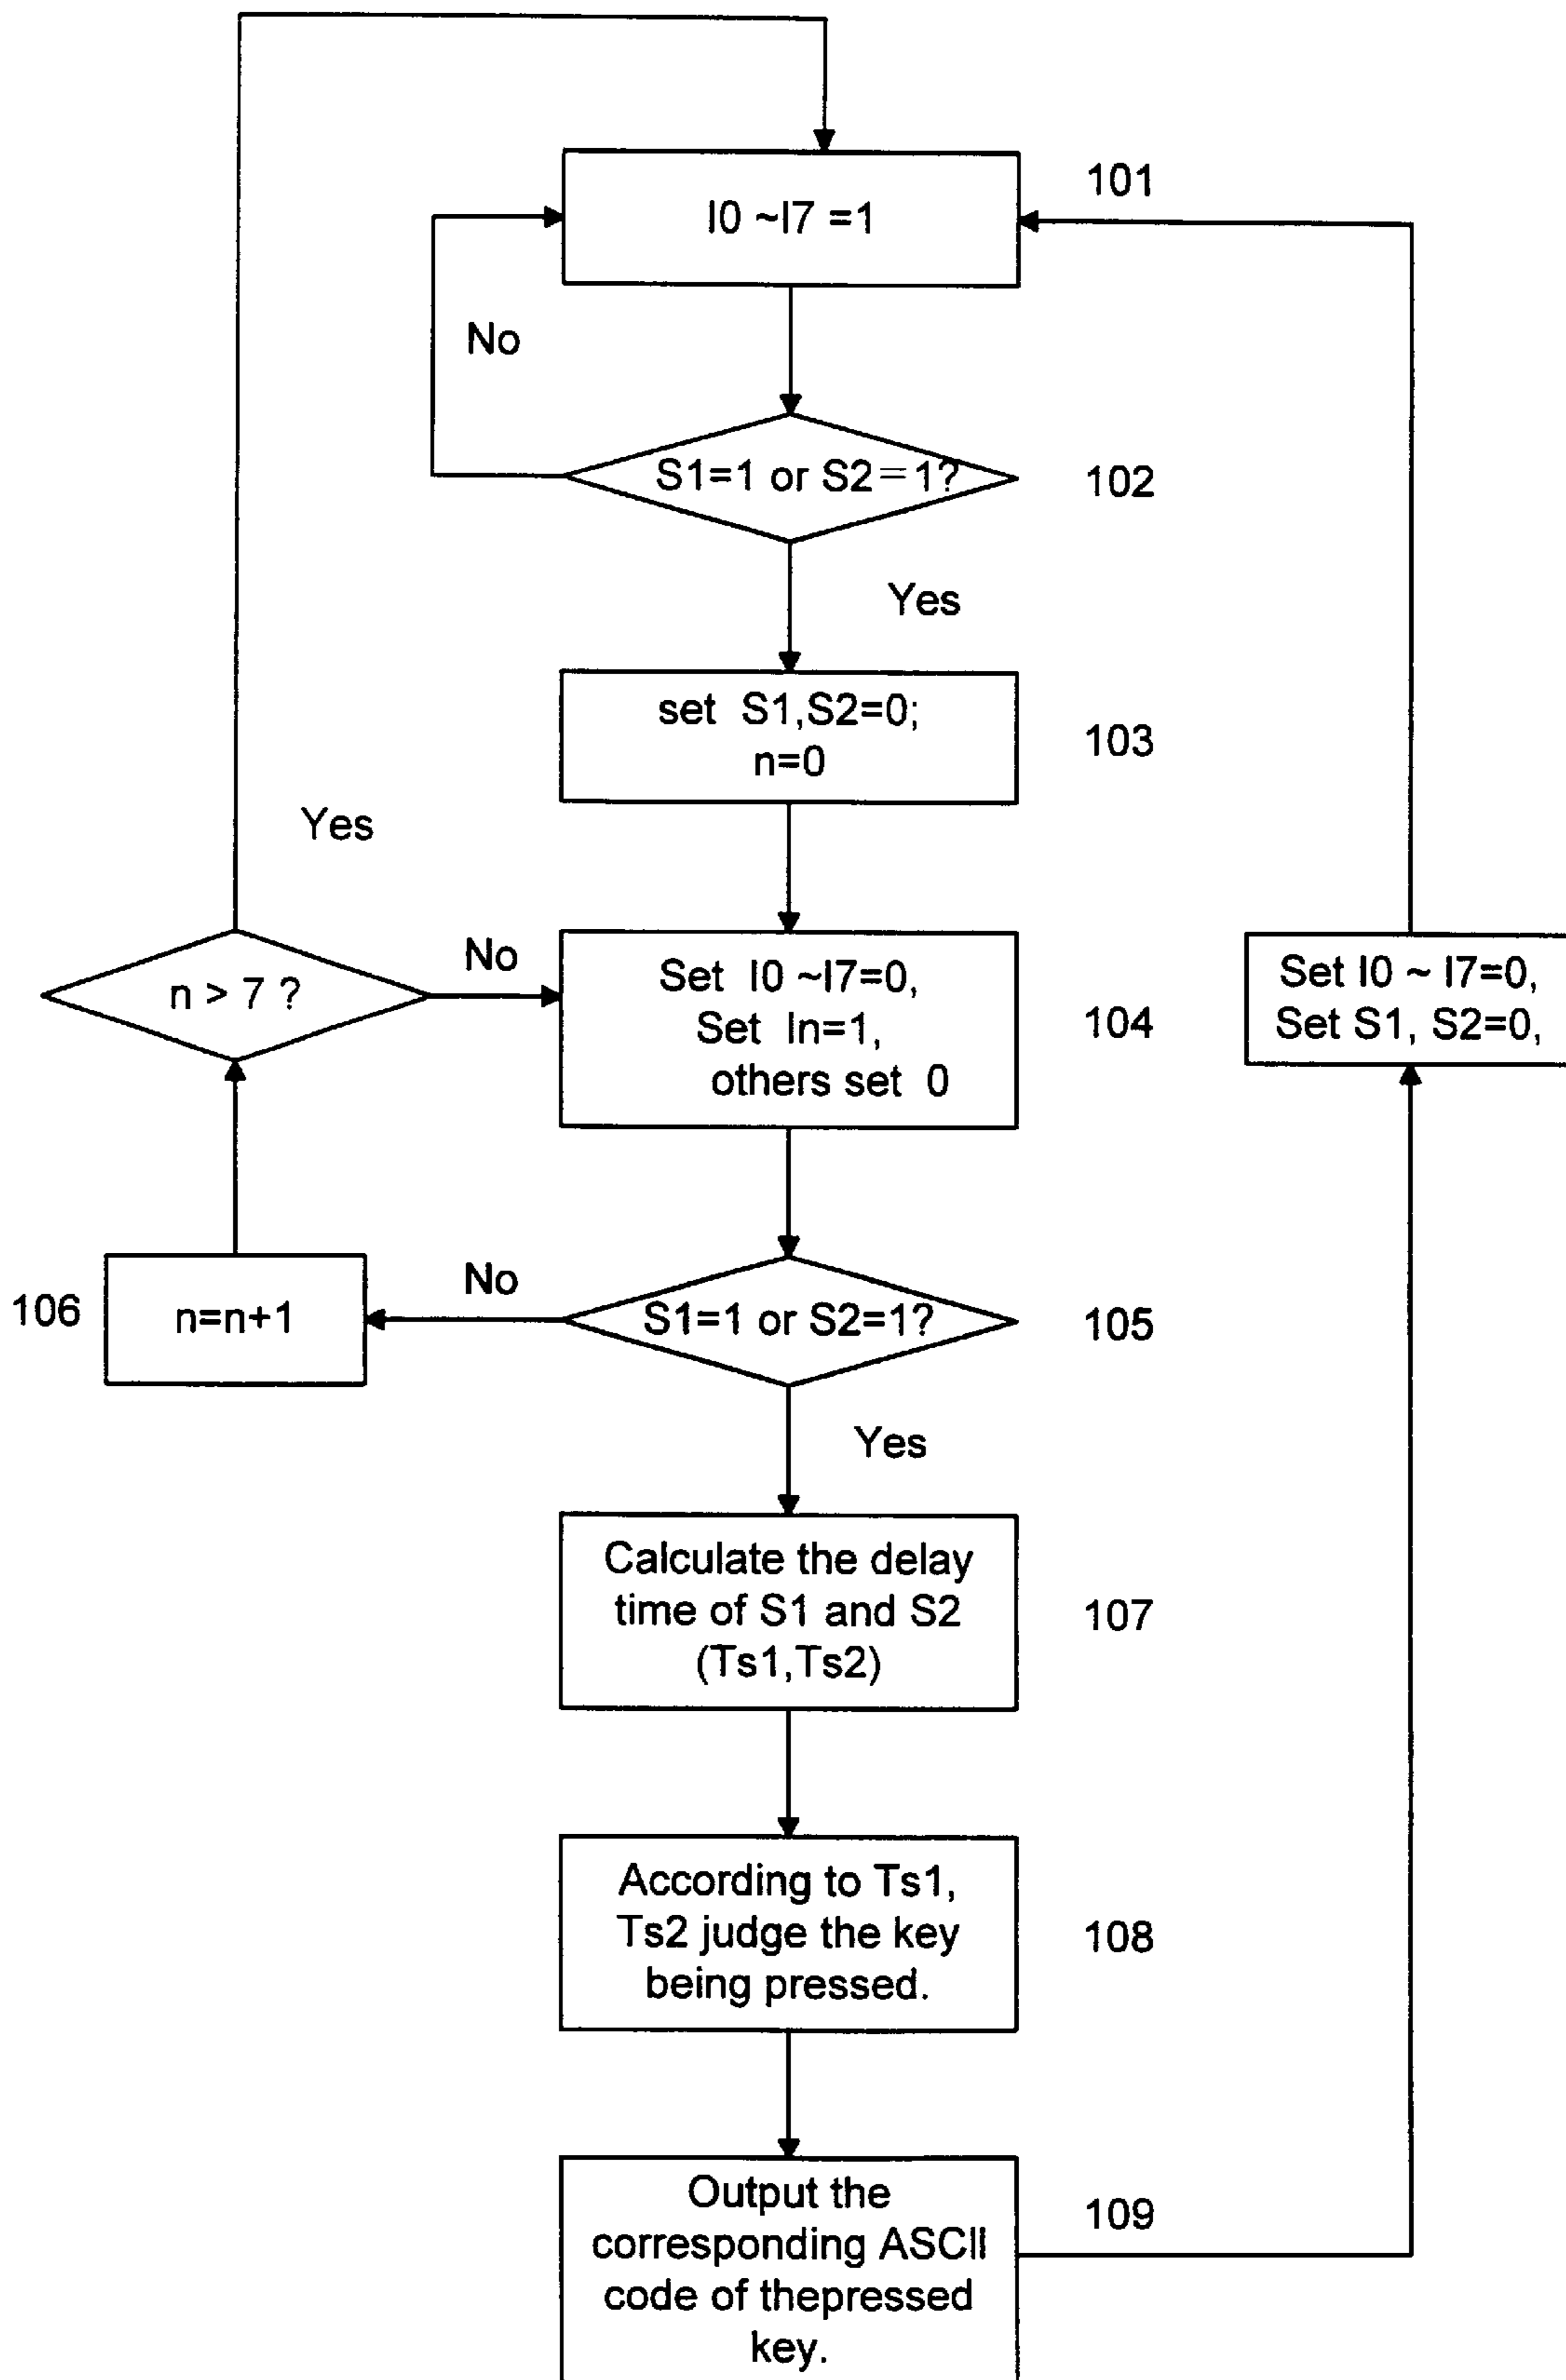 I0 ~I7 =1
101
No
S1=1 or S2=1?
102
Yes
set S1,S2=0;
n=0
103
Yes
n > 7 ?
No
Set I0 ~I7=0,
Set In=1,
others set 0
104
Set I0 ~ I7=0,
Set S1, S2=0,
106
n=n+1
No
S1=1 or S2=1?
105
Yes
Calculate the delay
time of S1 and S2
(Ts1,Ts2)
107
According to Ts1,
Ts2 judge the key
being pressed.
108
Output the
corresponding ASCII
code of thepressed
key.
109